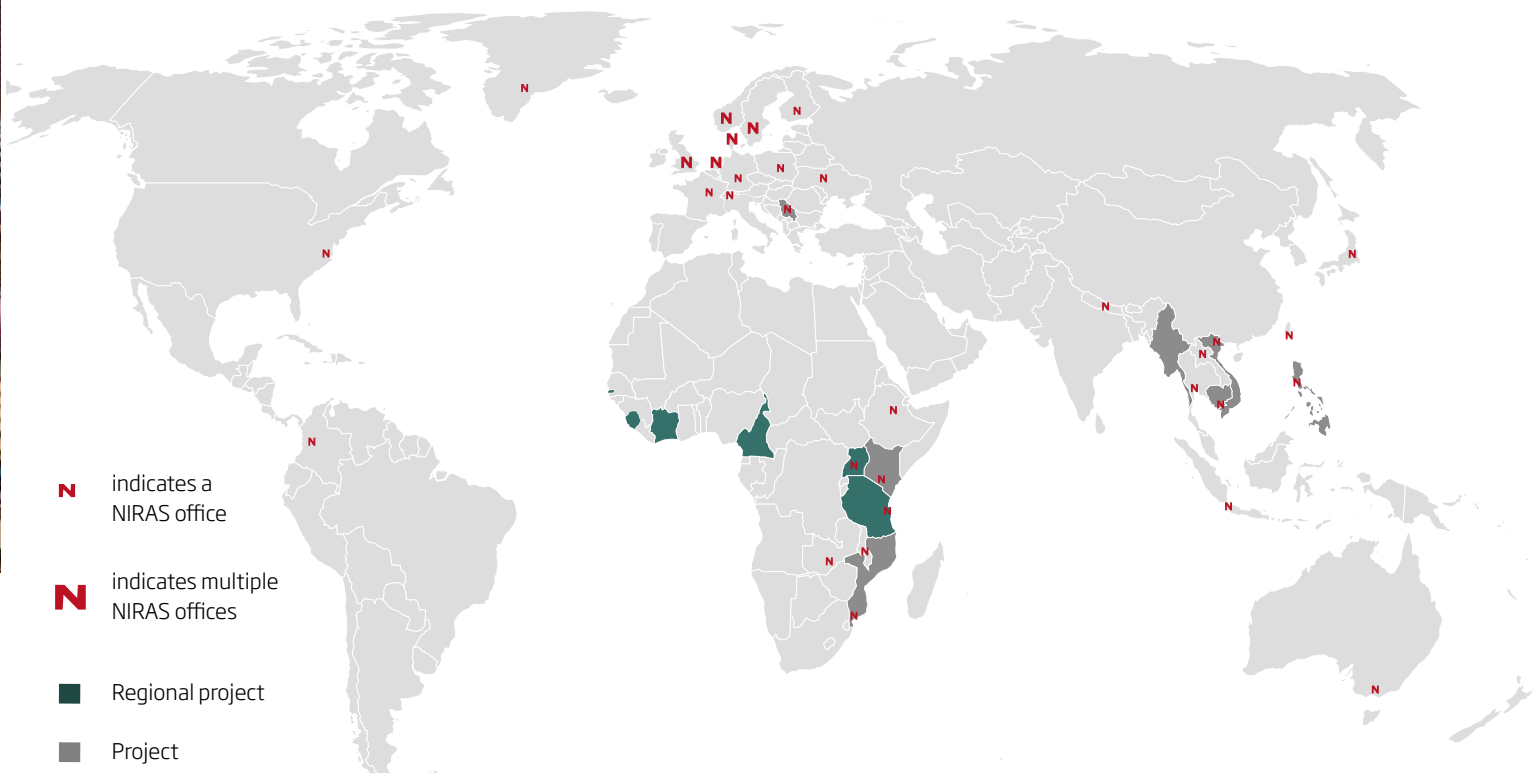 indicates a
NIRAS office
indicates multiple
NIRAS offices
Regional project
Project